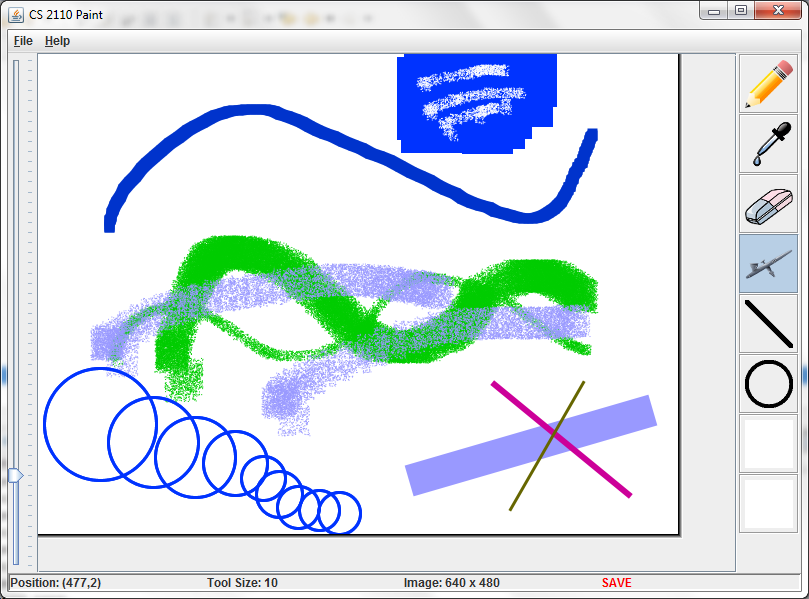 CS 2110 Paint
File Help
Position: (477,2) Tool Size: 10 Image: 640 x 480 SAVE